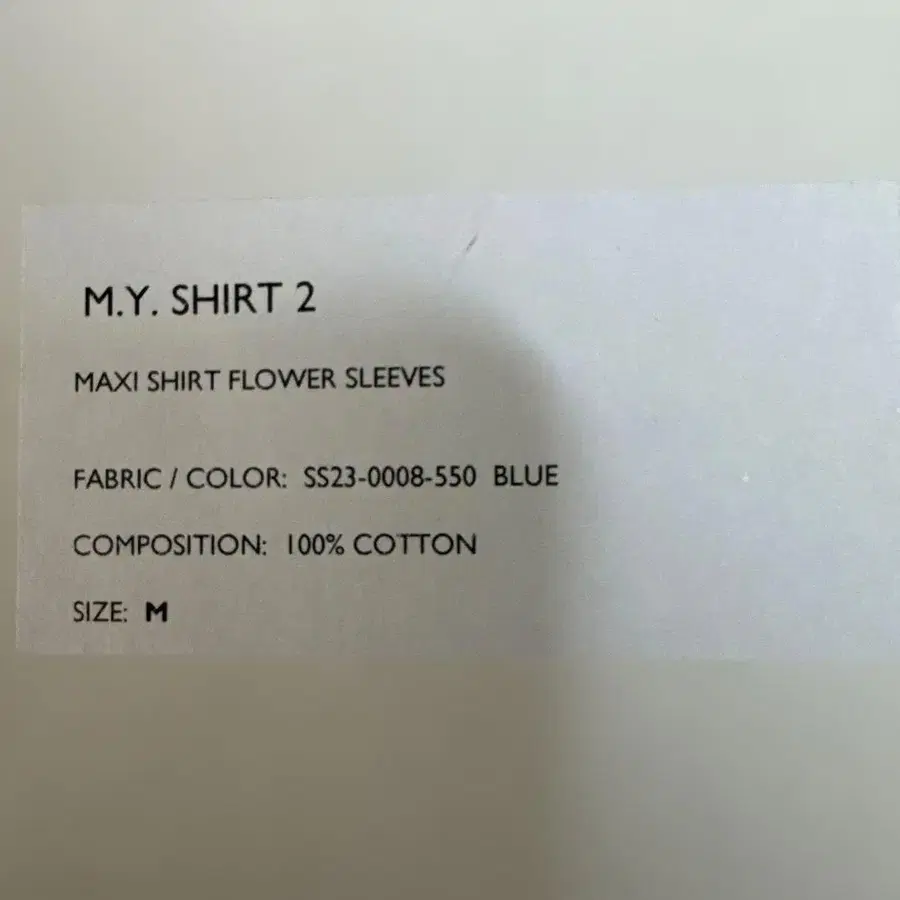 M.Y. SHIRT 2
MAXI SHIRT FLOWER SLEEVES
FABRIC / COLOR: SS23-0008-550 BLUE
COMPOSITION: 100% COTTON
SIZE: M